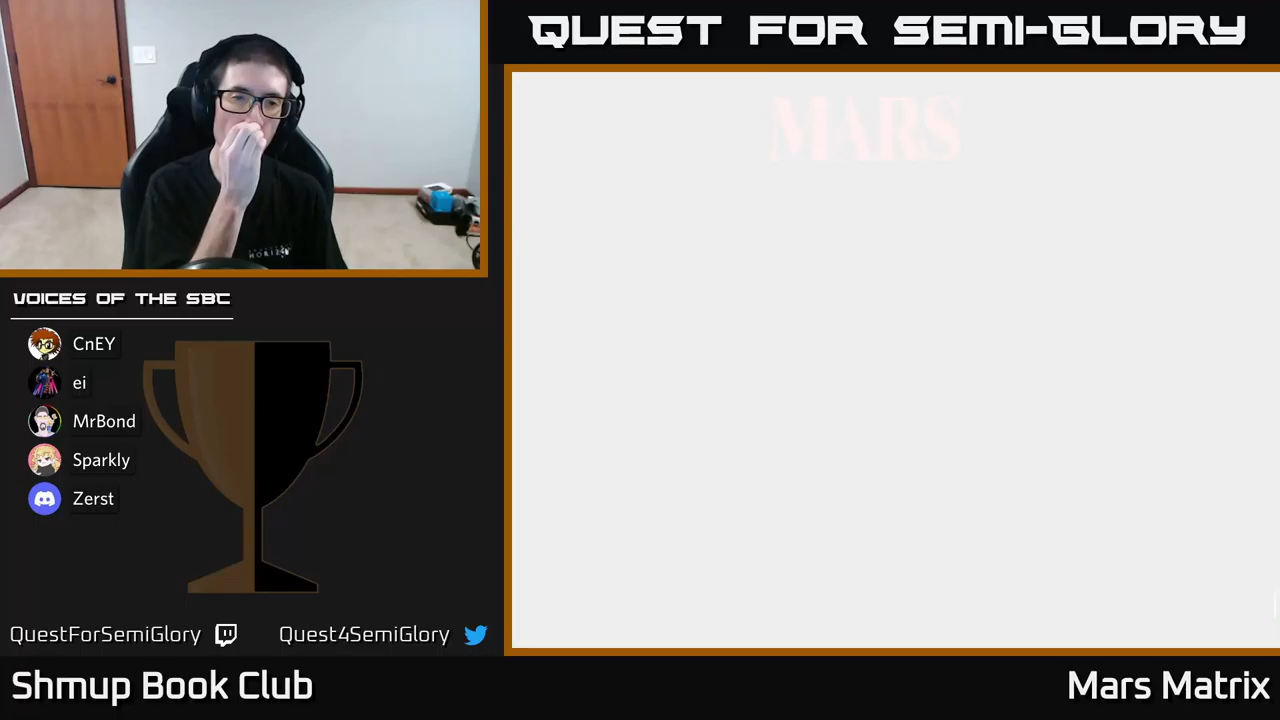 QUEST FOR SEMI-GLORY
MARS
HORIZ
VOICES OF THE SBC
CnEY
ei
MrBond
Sparkly
Zerst
QuestForSemiGlory
Quest4SemiGlory
Shmup Book Club
Mars Matrix